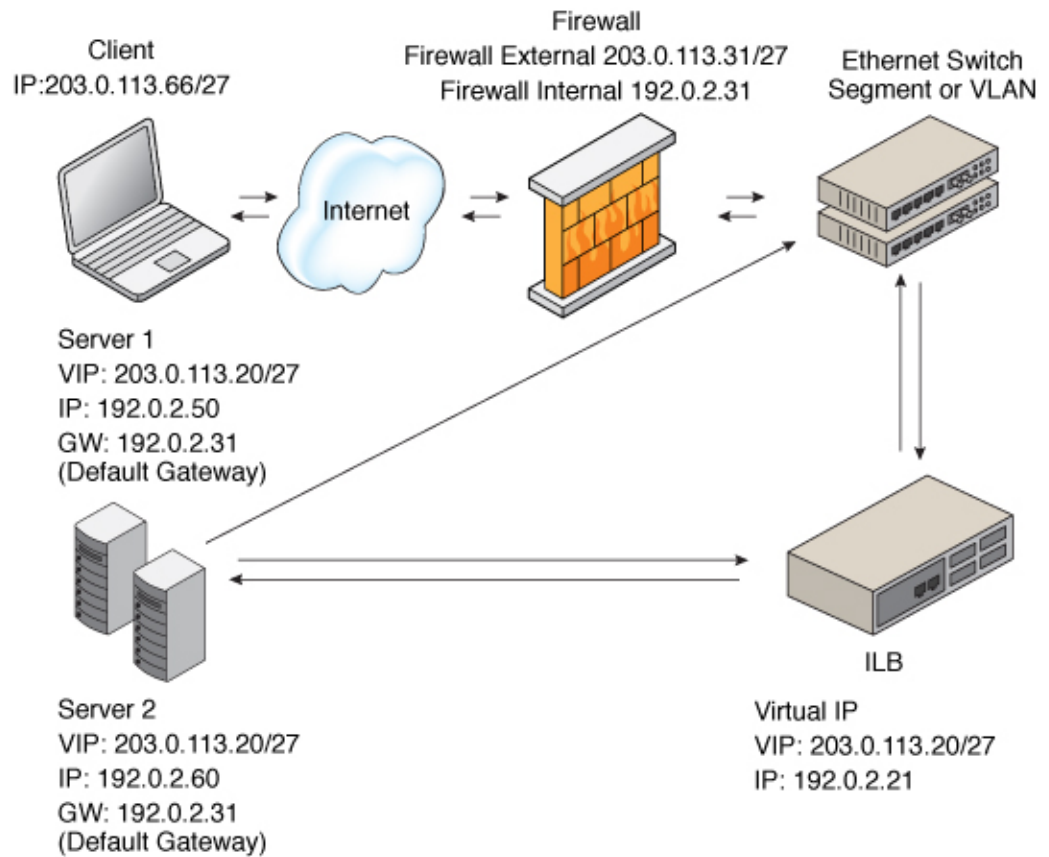 Client
IP:203.0.113.66/27
Internet
Firewall
Firewall External 203.0.113.31/27
Firewall Internal 192.0.2.31
Ethernet Switch
Segment or VLAN
Server 1
VIP: 203.0.113.20/27
IP: 192.0.2.50
GW: 192.0.2.31
(Default Gateway)
Server 2
VIP: 203.0.113.20/27
IP: 192.0.2.60
GW: 192.0.2.31
(Default Gateway)
ILB
Virtual IP
VIP: 203.0.113.20/27
IP: 192.0.2.21